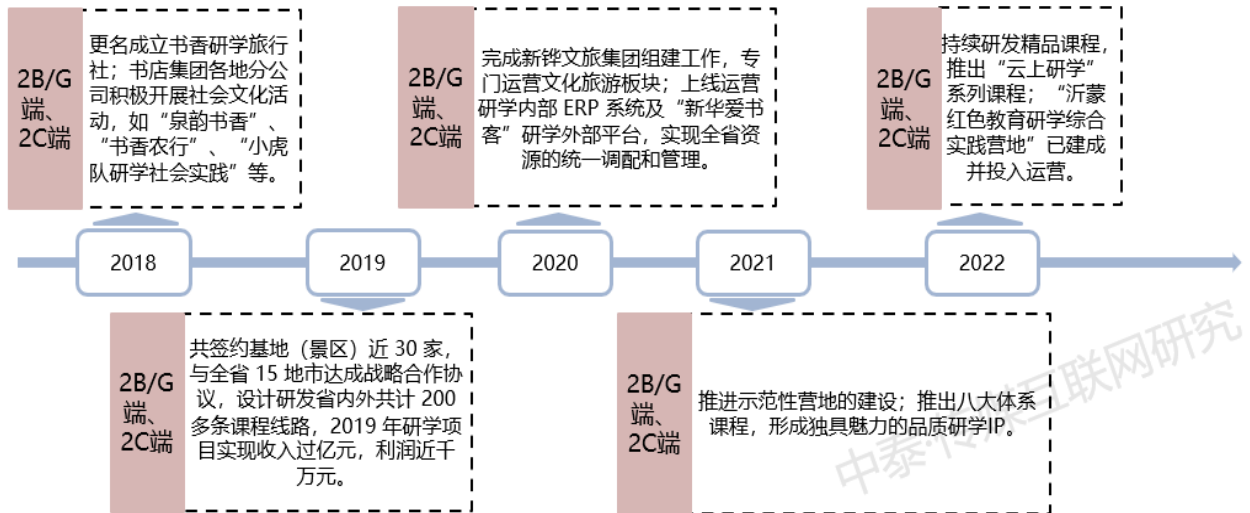 2B/G
端、
2C端
更名成立书香研学旅行
社；书店集团各地分公
司积极开展社会文化活
动，如“泉韵书香”、
“书香农行”、“小虎
队研学社会实践”等。
2B/G
端、
2C端
完成新铧文旅集团组建工作，专
门运营文化旅游板块；上线运营
研学内部 ERP 系统及“新华爱书
客”研学外部平台，实现全省资
源的统一调配和管理。
2B/G
端、
2C端
持续研发精品课程，
推出“云上研学”
系列课程；“沂蒙
红色教育研学综合
实践营地”已建成
并投入运营。
2018
2019
2020
2021
2022
2B/G
端、
2C端
共签约基地（景区）近 30 家，
与全省 15 地市达成战略合作协
议，设计研发省内外共计 200
多条课程线路，2019 年研学项
目实现收入过亿元，利润近千
万元。
2B/G
端、
2C端
推进示范性营地的建设；推出八大体系
课程，形成独具魅力的品质研学IP。
中泰·传媒互联网研究